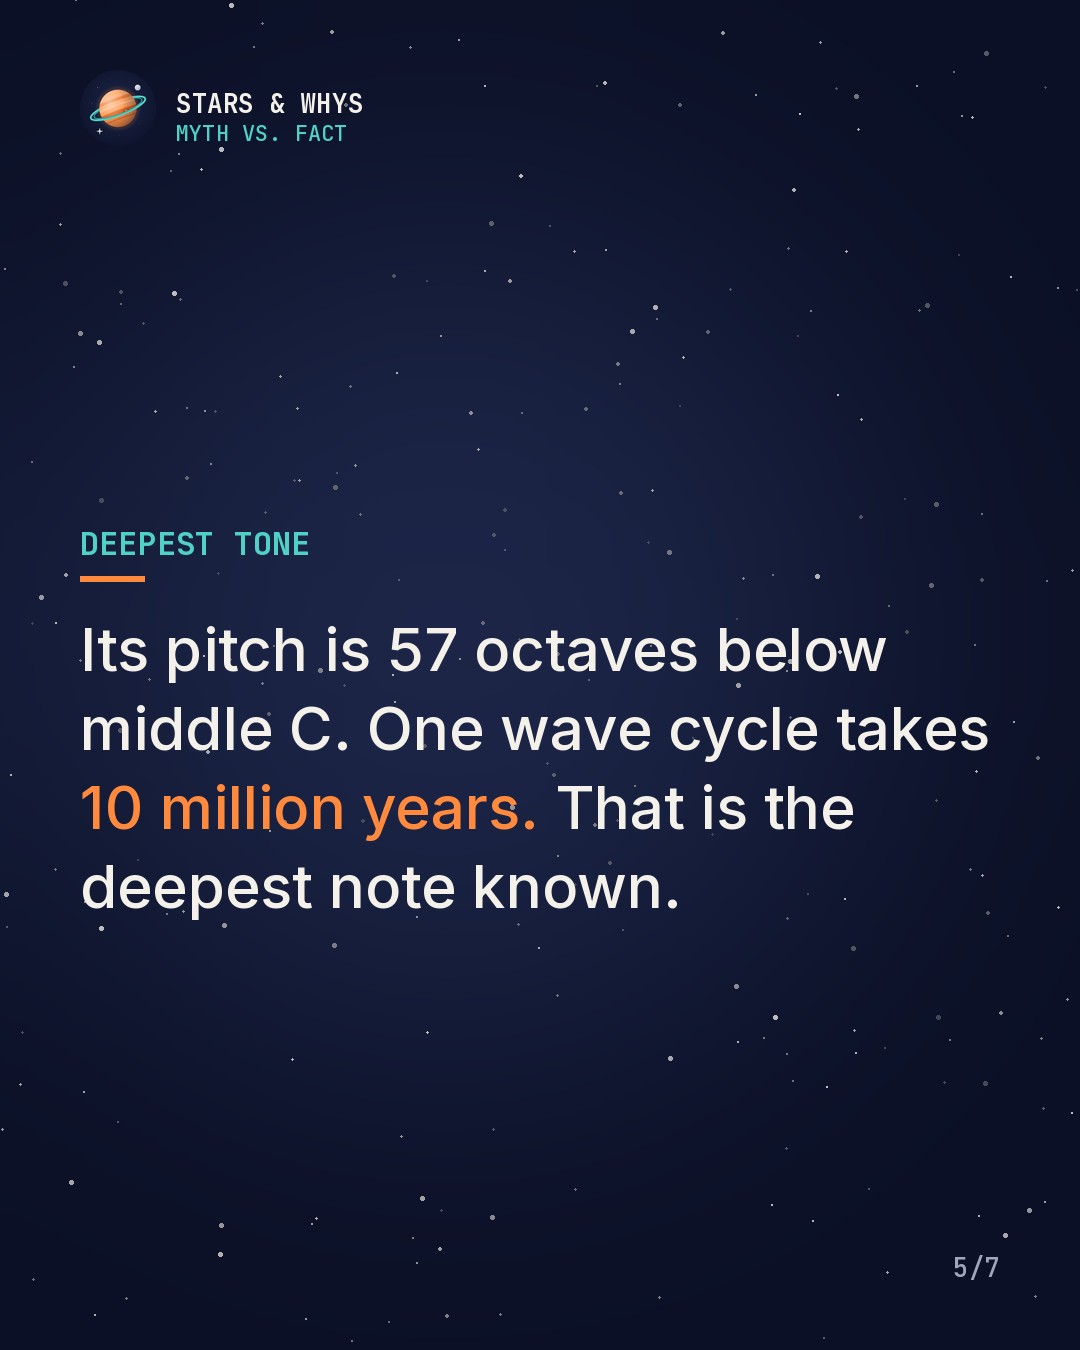 STARS & WHYS
MYTH VS. FACT
DEEPEST TONE
Its pitch is 57 octaves below
middle C. One wave cycle takes
10 million years. That is the
deepest note known.
5/7